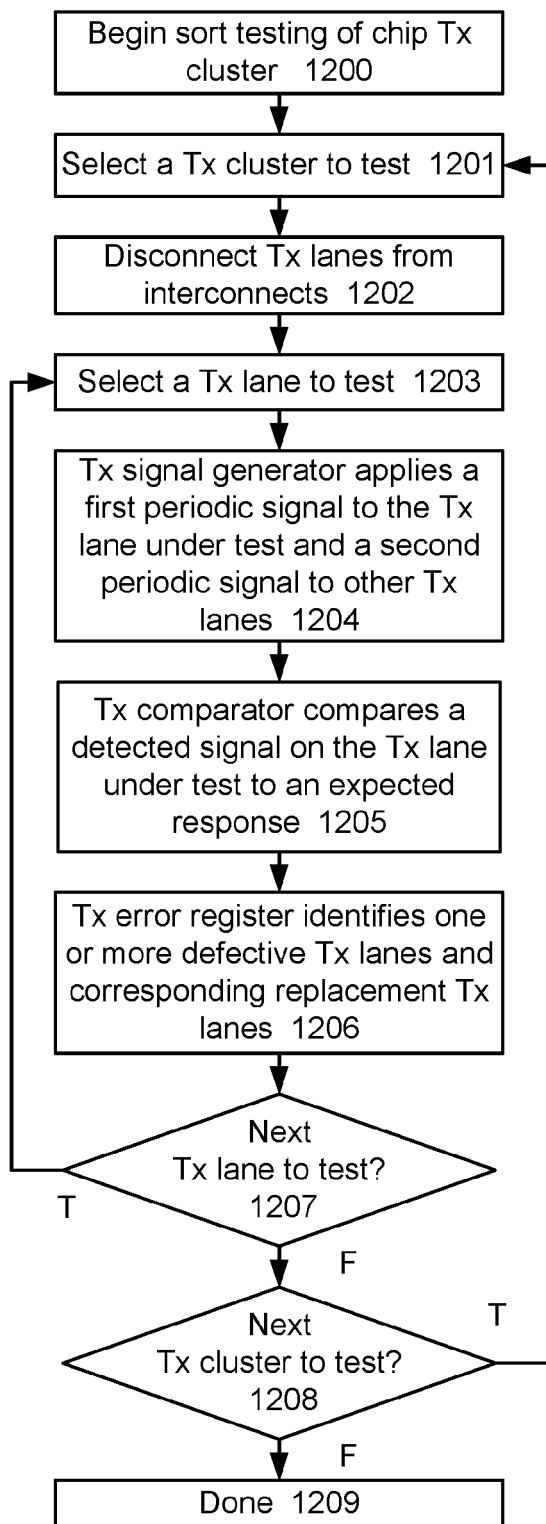 Begin sort testing of chip Tx
cluster 1200
Select a Tx cluster to test 1201
Disconnect Tx lanes from
interconnects 1202
Select a Tx lane to test 1203
Tx signal generator applies a
first periodic signal to the Tx
lane under test and a second
periodic signal to other Tx
lanes 1204
Tx comparator compares a
detected signal on the Tx lane
under test to an expected
response 1205
Tx error register identifies one
or more defective Tx lanes and
corresponding replacement Tx
lanes 1206
Next
Tx lane to test?
1207
T
F
Next
Tx cluster to test?
1208
T
F
Done 1209